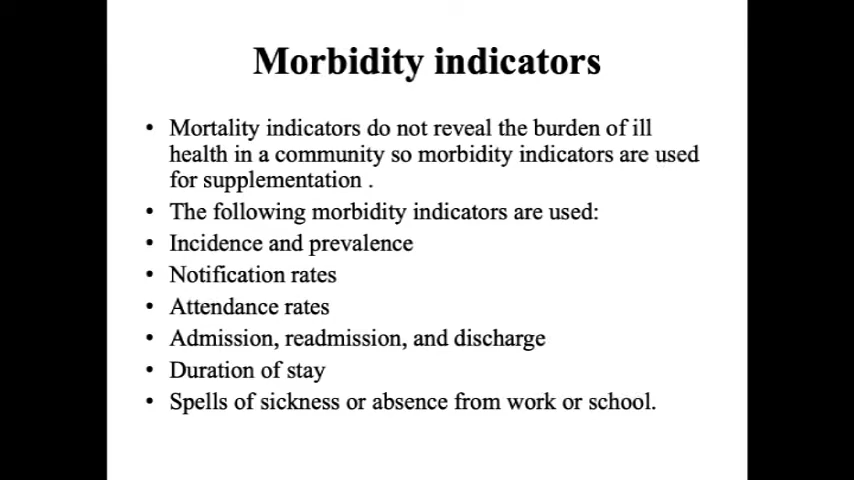 Morbidity indicators
• Mortality indicators do not reveal the burden of ill
health in a community so morbidity indicators are used
for supplementation .
• The following morbidity indicators are used:
• Incidence and prevalence
• Notification rates
• Attendance rates
• Admission, readmission, and discharge
• Duration of stay
• Spells of sickness or absence from work or school.